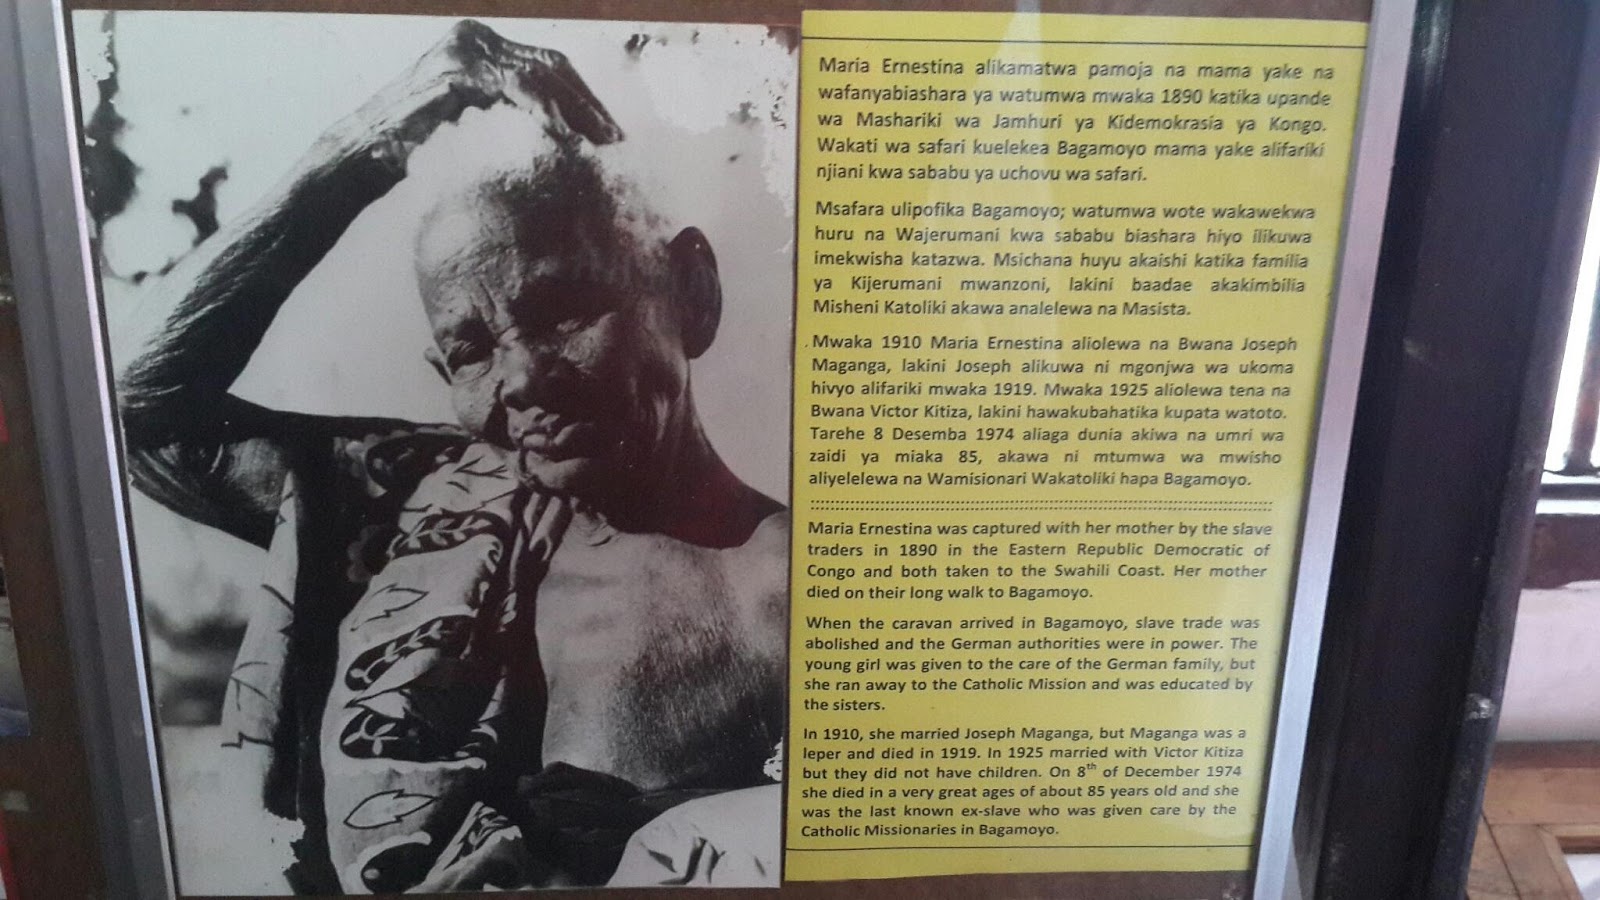 Maria Ernestina alikamatwa pamoja na mama yake na
wafanyabiashara ya watumwa mwaka 1890 katika upande
wa Mashariki wa Jamhuri ya Kidemokrasia ya Kongo.
Wakati wa safari kuelekea Bagamoyo mama yake alifariki
njiani kwa sababu ya uchovu wa safari.
Msafara ulipofika Bagamoyo; watumwa wote wakawekwa
huru na Wajerumani kwa sababu biashara hiyo ilikuwa
imekwisha katazwa. Msichana huyu akaishi katika familia
ya Kijerumani mwanzoni, lakini baadae akakimbilia
Misheni Katoliki akawa analelewa na Masista.
Mwaka 1910 Maria Ernestina aliolewa na Bwana Joseph
Maganga, lakini Joseph alikuwa ni mgonjwa wa ukoma
hivyo alifariki mwaka 1919. Mwaka 1925 aliolewa tena na
Bwana Victor Kitiza, lakini hawakubahatika kupata watoto.
Tarehe 8 Desemba 1974 aliaga dunia akiwa na umri wa
zaidi ya miaka 85, akawa ni mtumwa wa mwisho
aliyelelewa na Wamisionari Wakatoliki hapa Bagamoyo.
Maria Ernestina was captured with her mother by the slave
traders in 1890 in the Eastern Republic Democratic of
Congo and both taken to the Swahili Coast. Her mother
died on their long walk to Bagamoyo.
When the caravan arrived in Bagamoyo, slave trade was
abolished and the German authorities were in power. The
young girl was given to the care of the German family, but
she ran away to the Catholic Mission and was educated by
the sisters.
In 1910, she married Joseph Maganga, but Maganga was a
leper and died in 1919. In 1925 married with Victor Kitiza
but they did not have children. On 8th of December 1974
she died in a very great ages of about 85 years old and she
was the last known ex-slave who was given care by the
Catholic Missionaries in Bagamoyo.